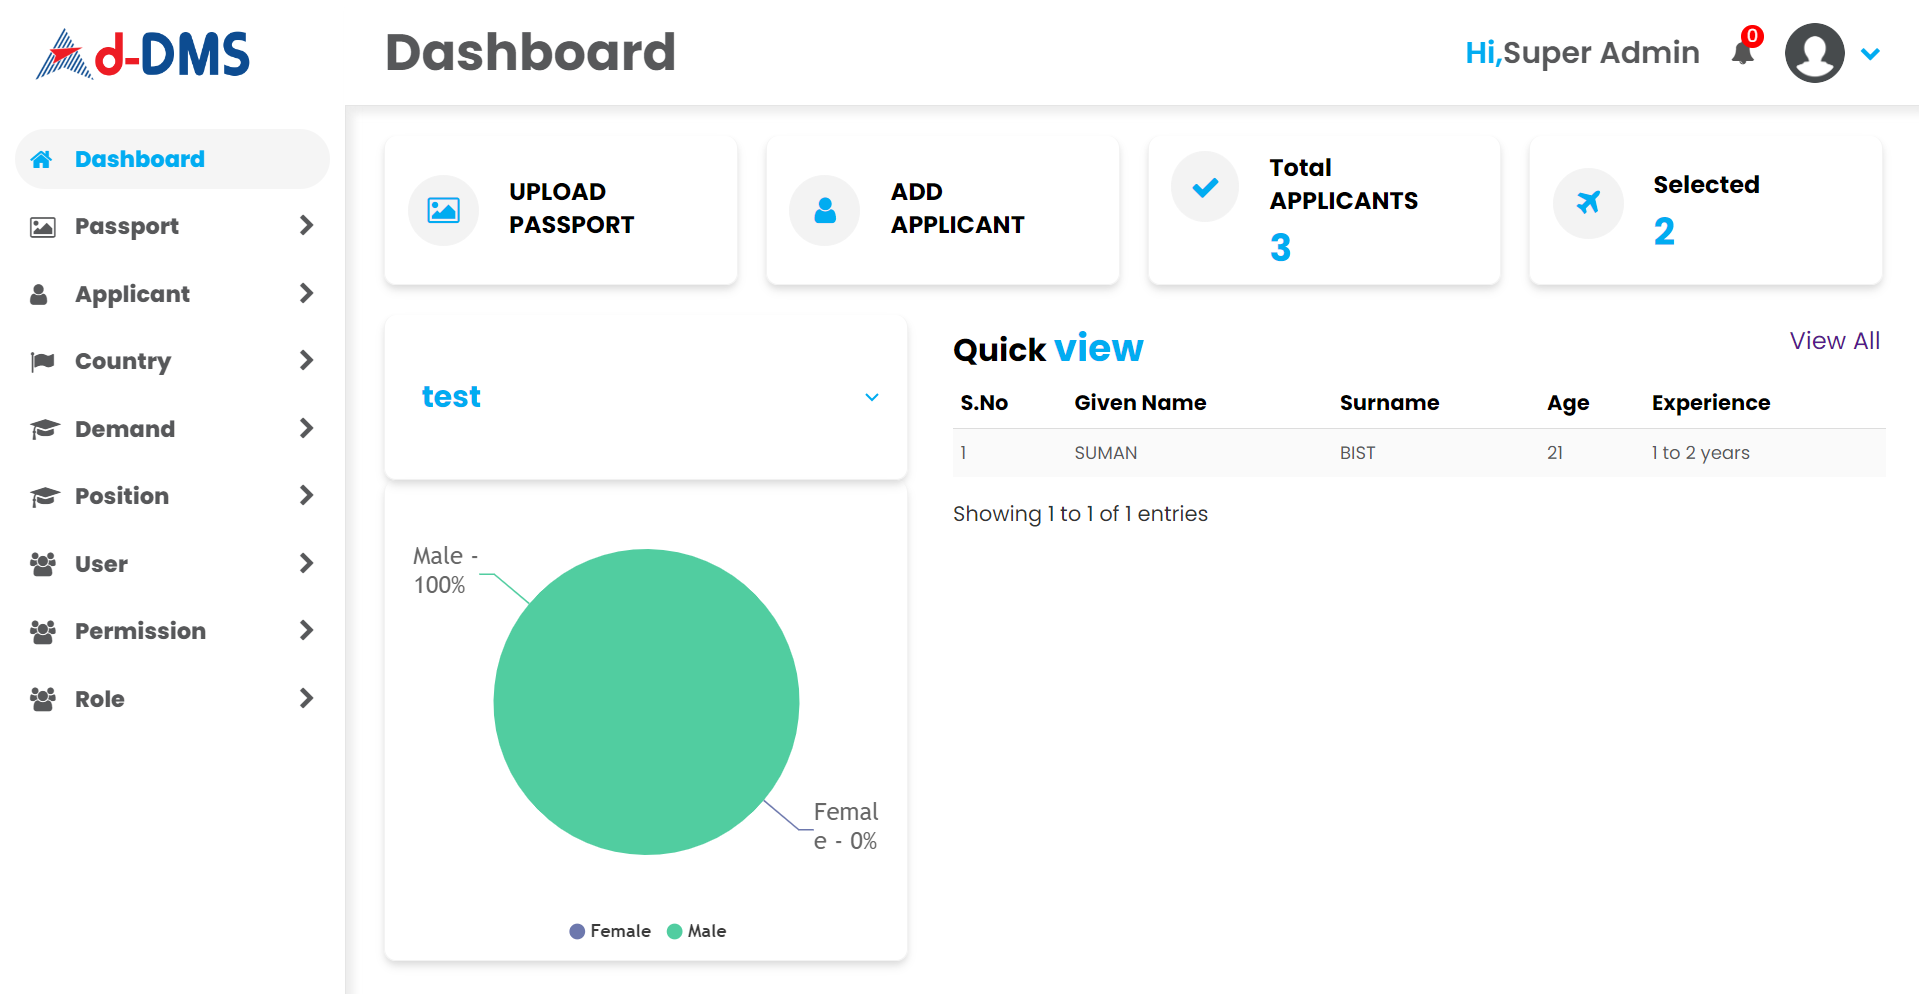 d-DMS
Dashboard
Hi,Super Admin
0
Dashboard
Passport
Applicant
Country
Demand
Position
User
Permission
Role
UPLOAD
PASSPORT
ADD
APPLICANT
Total
APPLICANTS
3
Selected
2
test
Male -
100%
Femal
e - 0%
Female Male
Quick view
View All
S.No Given Name Surname Age Experience
1 SUMAN BIST 21 1 to 2 years
Showing 1 to 1 of 1 entries